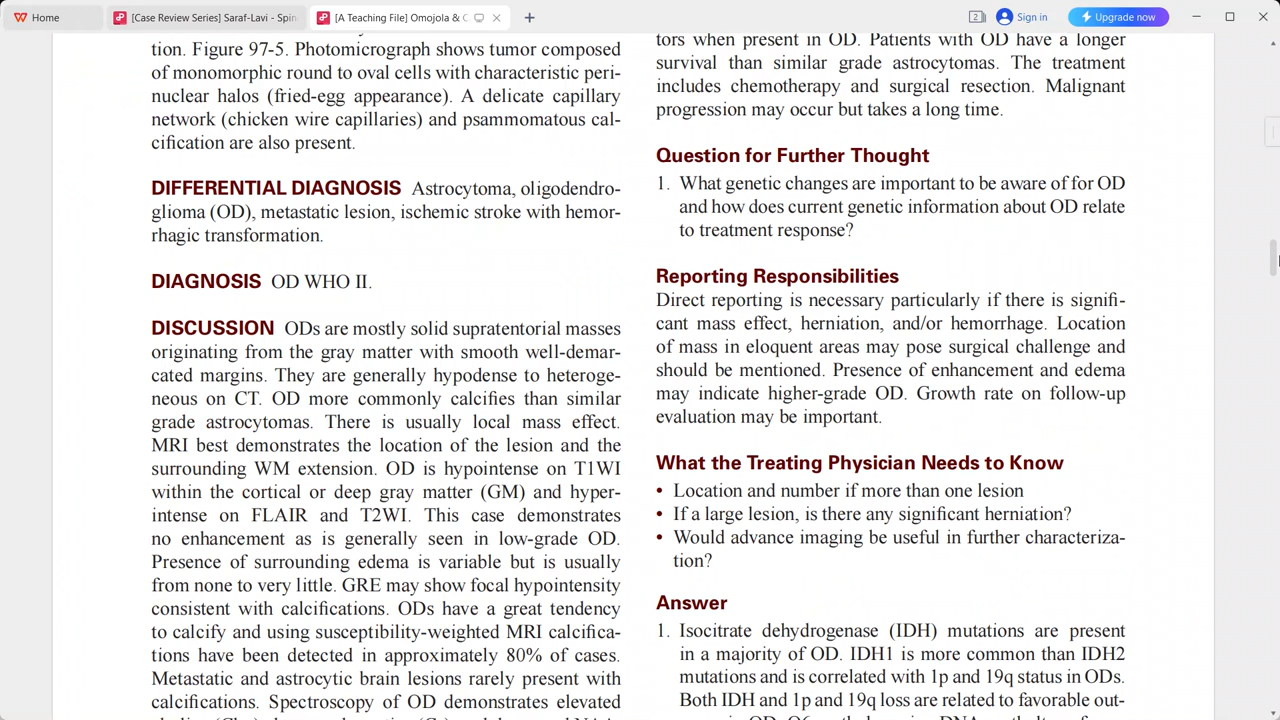 Home
[Case Review Series] Saraf-Lavi - Spin
[A Teaching File] Omojola & C
2
Sign in
Upgrade now
tion. Figure 97-5. Photomicrograph shows tumor composed
of monomorphic round to oval cells with characteristic peri-
nuclear halos (fried-egg appearance). A delicate capillary
network (chicken wire capillaries) and psammomatous cal-
cification are also present.
DIFFERENTIAL DIAGNOSIS Astrocytoma, oligodendro-
glioma (OD), metastatic lesion, ischemic stroke with hemor-
rhagic transformation.
DIAGNOSIS OD WHO II.
DISCUSSION ODs are mostly solid supratentorial masses
originating from the gray matter with smooth well-demar-
cated margins. They are generally hypodense to heteroge-
neous on CT. OD more commonly calcifies than similar
grade astrocytomas. There is usually local mass effect.
MRI best demonstrates the location of the lesion and the
surrounding WM extension. OD is hypointense on T1WI
within the cortical or deep gray matter (GM) and hyper-
intense on FLAIR and T2WI. This case demonstrates
no enhancement as is generally seen in low-grade OD.
Presence of surrounding edema is variable but is usually
from none to very little. GRE may show focal hypointensity
consistent with calcifications. ODs have a great tendency
to calcify and using susceptibility-weighted MRI calcifica-
tions have been detected in approximately 80% of cases.
Metastatic and astrocytic brain lesions rarely present with
calcifications. Spectroscopy of OD demonstrates elevated
tors when present in OD. Patients with OD have a longer
survival than similar grade astrocytomas. The treatment
includes chemotherapy and surgical resection. Malignant
progression may occur but takes a long time.
Question for Further Thought
1. What genetic changes are important to be aware of for OD
and how does current genetic information about OD relate
to treatment response?
Reporting Responsibilities
Direct reporting is necessary particularly if there is signifi-
cant mass effect, herniation, and/or hemorrhage. Location
of mass in eloquent areas may pose surgical challenge and
should be mentioned. Presence of enhancement and edema
may indicate higher-grade OD. Growth rate on follow-up
evaluation may be important.
What the Treating Physician Needs to Know
• Location and number if more than one lesion
• If a large lesion, is there any significant herniation?
• Would advance imaging be useful in further characteriza-
tion?
Answer
1. Isocitrate dehydrogenase (IDH) mutations are present
in a majority of OD. IDH1 is more common than IDH2
mutations and is correlated with 1p and 19q status in ODs.
Both IDH and 1p and 19q loss are related to favorable out-